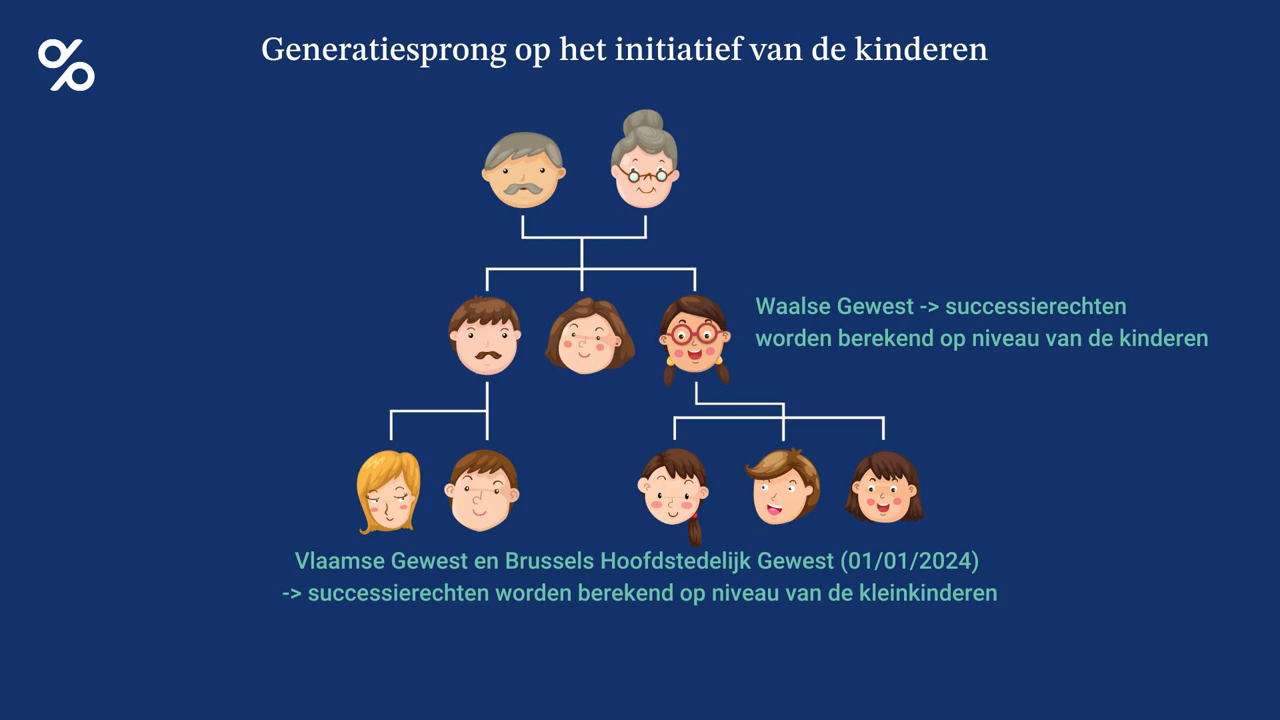 Generatiesprong op het initiatief van de kinderen
Waalse Gewest -> successierechten
worden berekend op niveau van de kinderen
Vlaamse Gewest en Brussels Hoofdstedelijk Gewest (01/01/2024)
-> successierechten worden berekend op niveau van de kleinkinderen